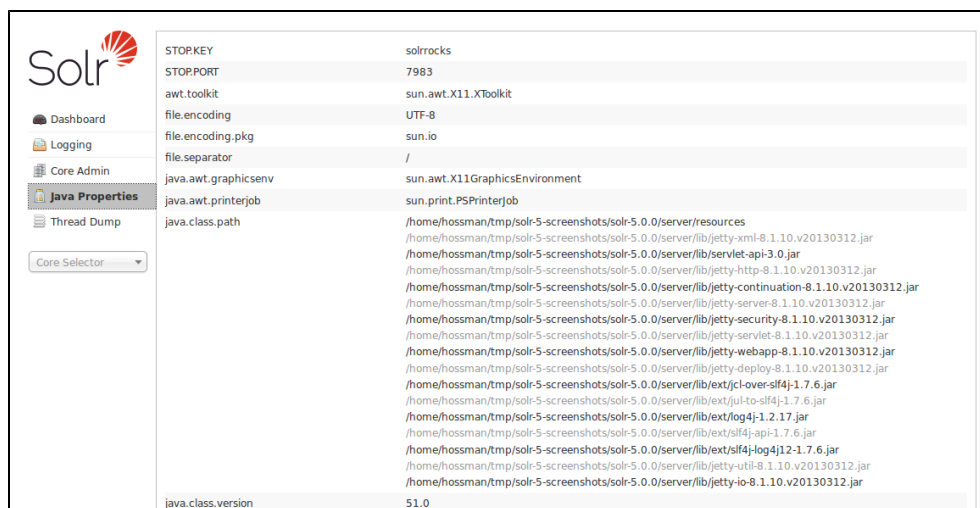 Solr
Dashboard
Logging
Core Admin
Java Properties
Thread Dump
Core Selector
STOP.KEY solrrocks
STOP.PORT 7983
awt.toolkit sun.awt.X11.XToolkit
file.encoding UTF-8
file.encoding.pkg sun.io
file.separator /
java.awt.graphicsenv sun.awt.X11GraphicsEnvironment
java.awt.printerjob sun.print.PSPrinterJob
java.class.path /home/hossman/tmp/solr-5-screenshots/solr-5.0.0/server/resources
/home/hossman/tmp/solr-5-screenshots/solr-5.0.0/server/lib/jetty-xml-8.1.10.v20130312.jar
/home/hossman/tmp/solr-5-screenshots/solr-5.0.0/server/lib/servlet-api-3.0.jar
/home/hossman/tmp/solr-5-screenshots/solr-5.0.0/server/lib/jetty-http-8.1.10.v20130312.jar
/home/hossman/tmp/solr-5-screenshots/solr-5.0.0/server/lib/jetty-continuation-8.1.10.v20130312.jar
/home/hossman/tmp/solr-5-screenshots/solr-5.0.0/server/lib/jetty-server-8.1.10.v20130312.jar
/home/hossman/tmp/solr-5-screenshots/solr-5.0.0/server/lib/jetty-security-8.1.10.v20130312.jar
/home/hossman/tmp/solr-5-screenshots/solr-5.0.0/server/lib/jetty-servlet-8.1.10.v20130312.jar
/home/hossman/tmp/solr-5-screenshots/solr-5.0.0/server/lib/jetty-webapp-8.1.10.v20130312.jar
/home/hossman/tmp/solr-5-screenshots/solr-5.0.0/server/lib/jetty-deploy-8.1.10.v20130312.jar
/home/hossman/tmp/solr-5-screenshots/solr-5.0.0/server/lib/ext/jcl-over-slf4j-1.7.6.jar
/home/hossman/tmp/solr-5-screenshots/solr-5.0.0/server/lib/ext/jul-to-slf4j-1.7.6.jar
/home/hossman/tmp/solr-5-screenshots/solr-5.0.0/server/lib/ext/log4j-1.2.17.jar
/home/hossman/tmp/solr-5-screenshots/solr-5.0.0/server/lib/ext/slf4j-api-1.7.6.jar
/home/hossman/tmp/solr-5-screenshots/solr-5.0.0/server/lib/ext/slf4j-log4j12-1.7.6.jar
/home/hossman/tmp/solr-5-screenshots/solr-5.0.0/server/lib/jetty-util-8.1.10.v20130312.jar
/home/hossman/tmp/solr-5-screenshots/solr-5.0.0/server/lib/jetty-io-8.1.10.v20130312.jar
java.class.version 51.0